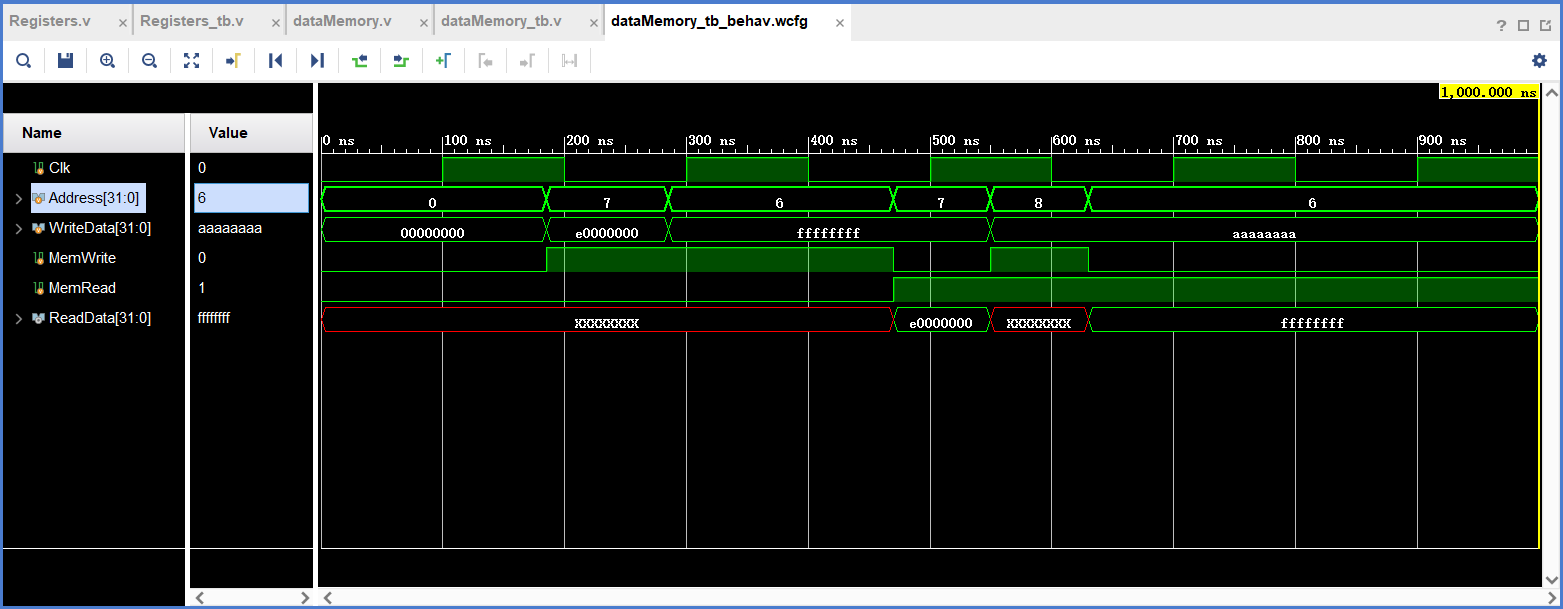 Registers.v × Registers_tb.v × dataMemory.v × dataMemory_tb.v × dataMemory_tb_behav.wcfg × ?
1,000.000 ns
Name Value
0 ns 100 ns 200 ns 300 ns 400 ns 500 ns 600 ns 700 ns 800 ns 900 ns
Clk 0
Address[31:0] 6 0 7 6 7 8 6
WriteData[31:0] aaaaaaaa 00000000 e0000000 ffffffff aaaaaaaa
MemWrite 0
MemRead 1
ReadData[31:0] ffffffff XXXXXXXX e0000000 XXXXXXXX ffffffff